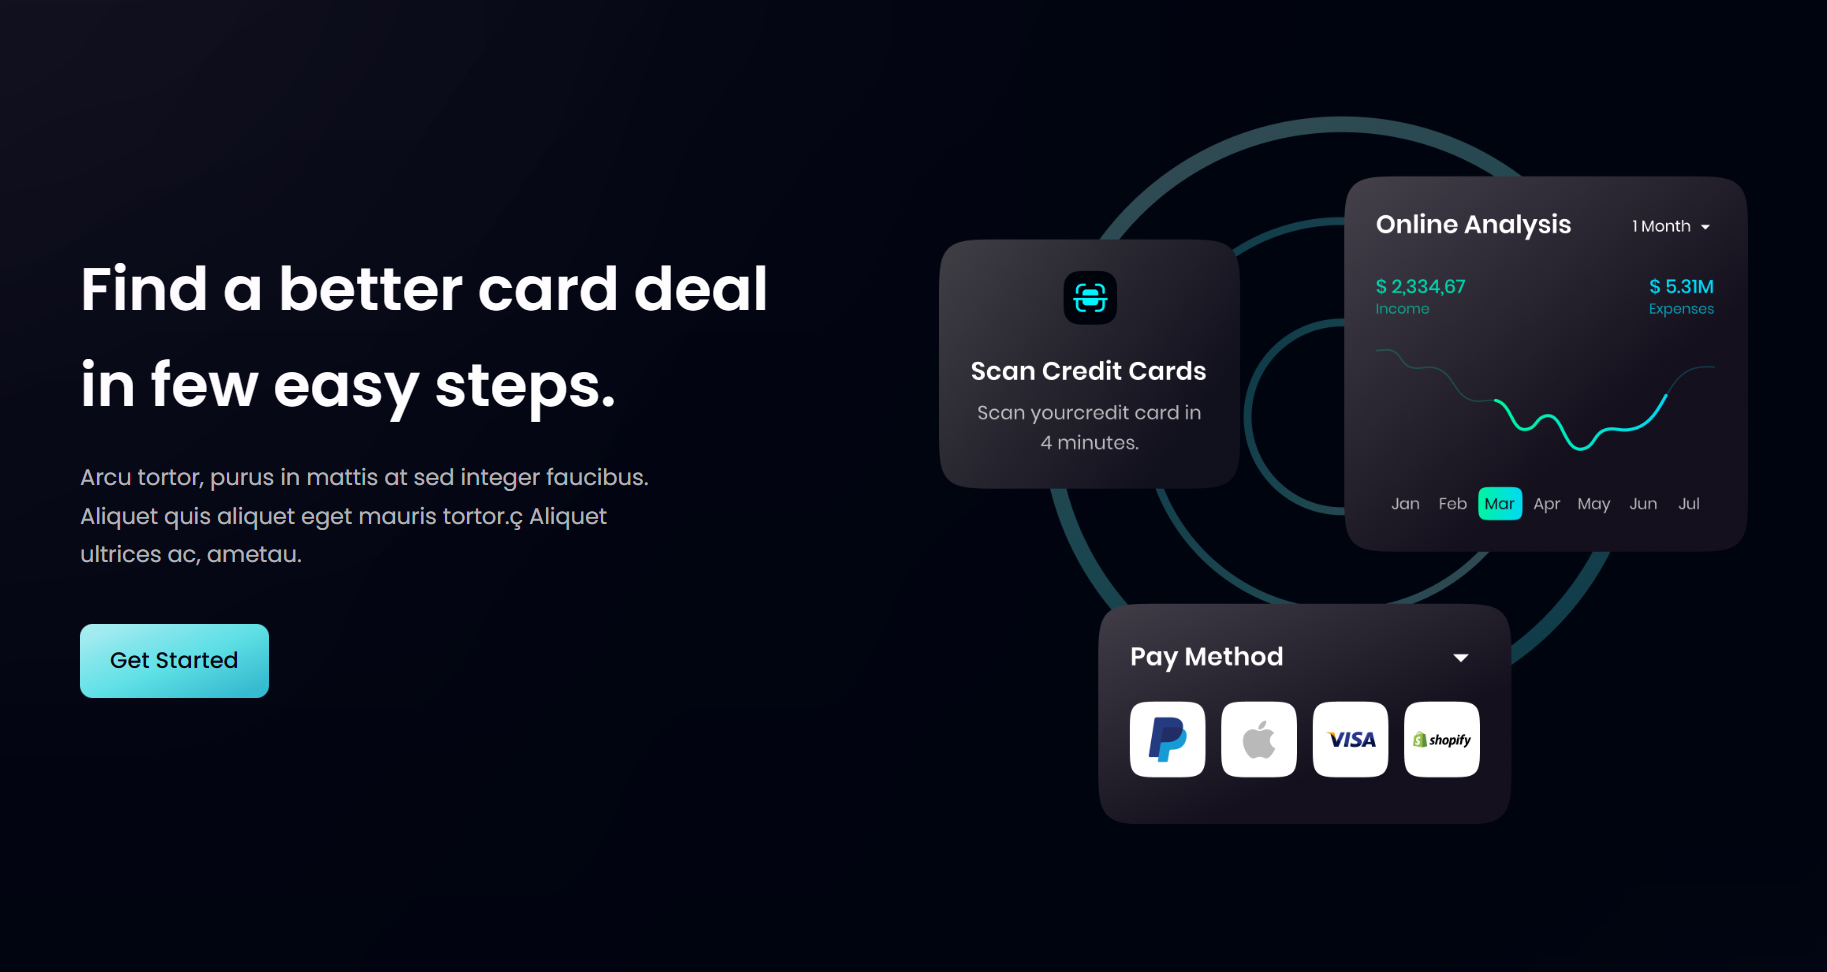 Find a better card deal
in few easy steps.
Arcu tortor, purus in mattis at sed integer faucibus.
Aliquet quis aliquet eget mauris tortor.ç Aliquet
ultrices ac, ametau.
Get Started
Scan Credit Cards
Scan yourcredit card in
4 minutes.
Online Analysis
1 Month
$ 2,334,67
Income
$ 5.31M
Expenses
Jan Feb Mar Apr May Jun Jul
Pay Method
VISA
shopify